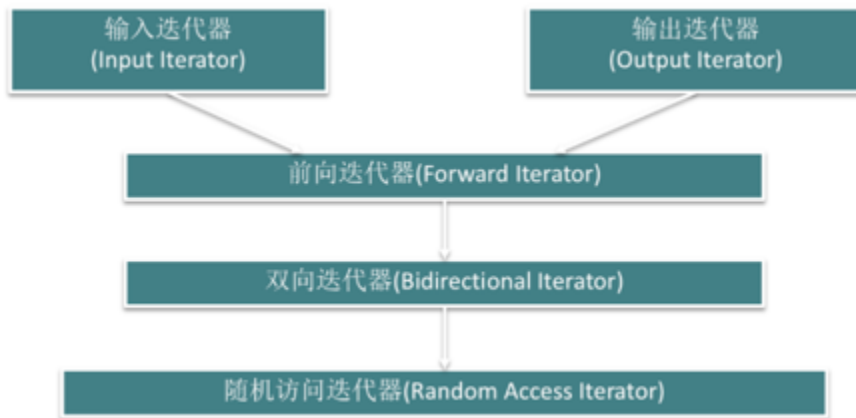 输入迭代器
(Input Iterator)
输出迭代器
(Output Iterator)
前向迭代器(Forward Iterator)
双向迭代器(Bidirectional Iterator)
随机访问迭代器(Random Access Iterator)